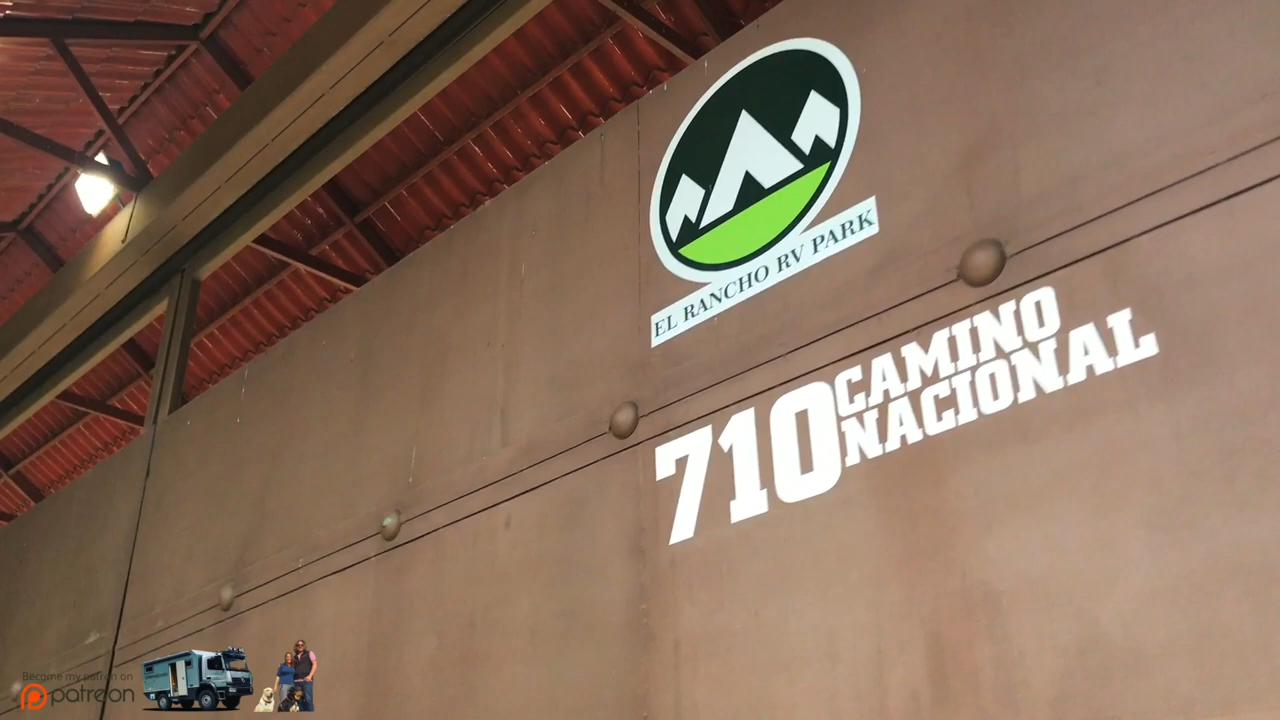 EL RANCHO RV PARK
710 CAMINO
NACIONAL
Become my patron on
patreon